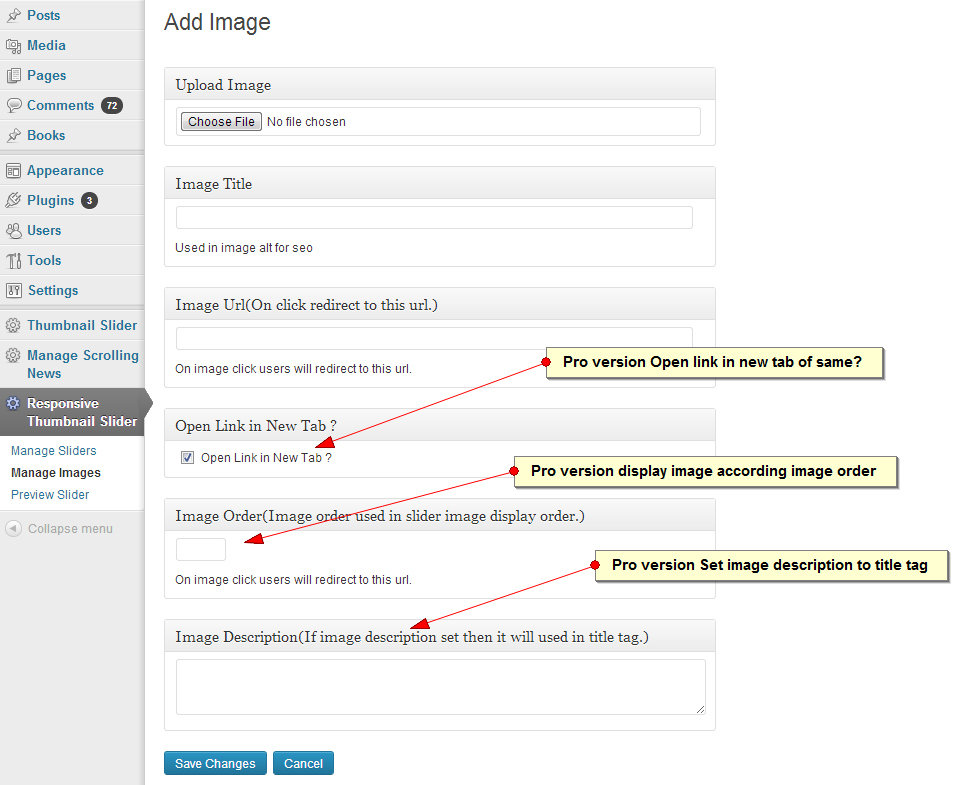 Posts
Media
Pages
Comments 72
Books
Appearance
Plugins 3
Users
Tools
Settings
Thumbnail Slider
Manage Scrolling
News
Responsive
Thumbnail Slider
Manage Sliders
Manage Images
Preview Slider
Collapse menu
Add Image
Upload Image
Choose File No file chosen
Image Title
Used in image alt for seo
Image Url(On click redirect to this url.)
On image click users will redirect to this url.
Pro version Open link in new tab of same?
Open Link in New Tab ?
Open Link in New Tab ?
Pro version display image according image order
Image Order(Image order used in slider image display order.)
On image click users will redirect to this url.
Pro version Set image description to title tag
Image Description(If image description set then it will used in title tag.)
Save Changes Cancel